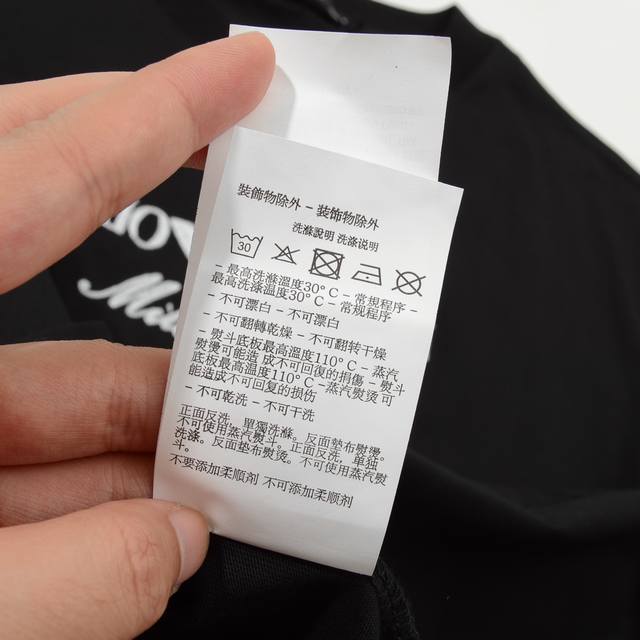 裝飾物除外 - 装饰物除外
洗滌說明 洗涤说明
30
- 最高洗滌溫度30°C - 常規程序 -
最高洗涤温度30°C - 常规程序
- 不可漂白 - 不可漂白
- 不可翻轉乾燥 - 不可翻转干燥
- 熨斗底板最高溫度110°C - 蒸汽
熨燙可能造成不可回復的損傷 - 熨斗
底板最高温度110°C - 蒸汽熨烫可
能造成不可回复的损伤
- 不可乾洗 - 不可干洗
正面反洗。單獨洗滌。反面墊布熨燙。
不可使用蒸汽熨斗。正面反洗。单独
洗涤。反面垫布熨烫。不可使用蒸汽熨
斗。
不要添加柔顺剂 不可添加柔顺剂
Mil